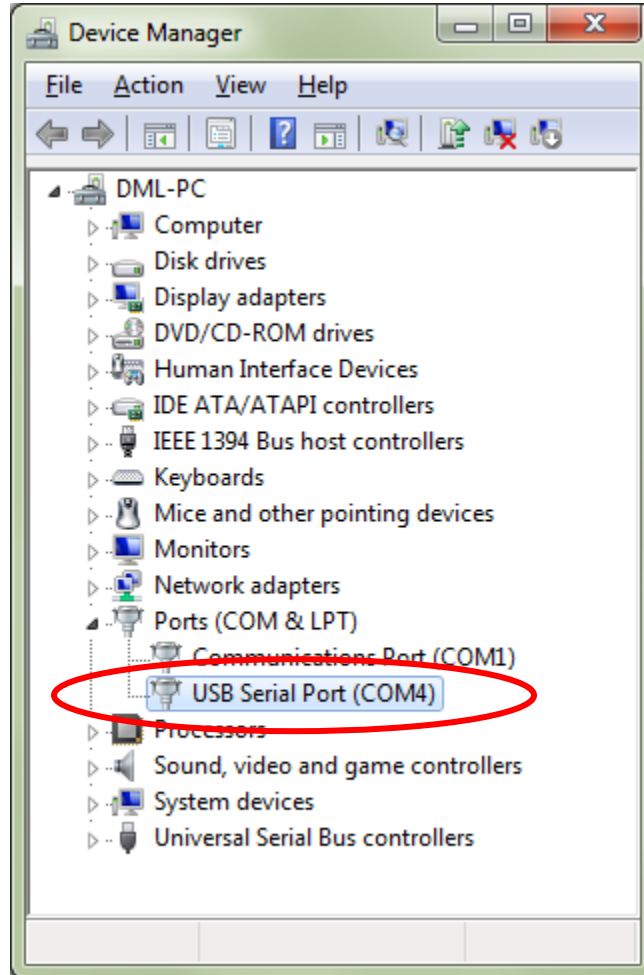 Device Manager
File Action View Help
DML-PC
Computer
Disk drives
Display adapters
DVD/CD-ROM drives
Human Interface Devices
IDE ATA/ATAPI controllers
IEEE 1394 Bus host controllers
Keyboards
Mice and other pointing devices
Monitors
Network adapters
Ports (COM & LPT)
Communications Port (COM1)
USB Serial Port (COM4)
Processors
Sound, video and game controllers
System devices
Universal Serial Bus controllers